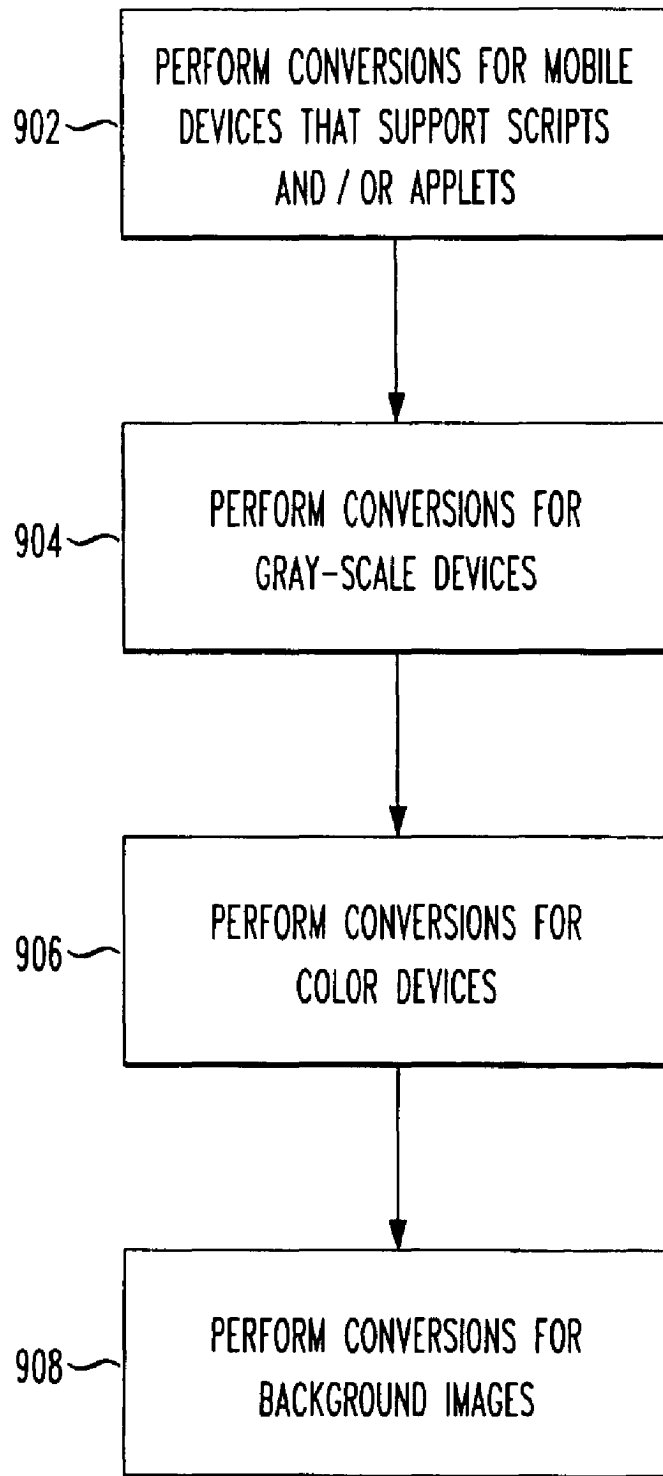 902
PERFORM CONVERSIONS FOR MOBILE
DEVICES THAT SUPPORT SCRIPTS
AND / OR APPLETS
904
PERFORM CONVERSIONS FOR
GRAY-SCALE DEVICES
906
PERFORM CONVERSIONS FOR
COLOR DEVICES
908
PERFORM CONVERSIONS FOR
BACKGROUND IMAGES